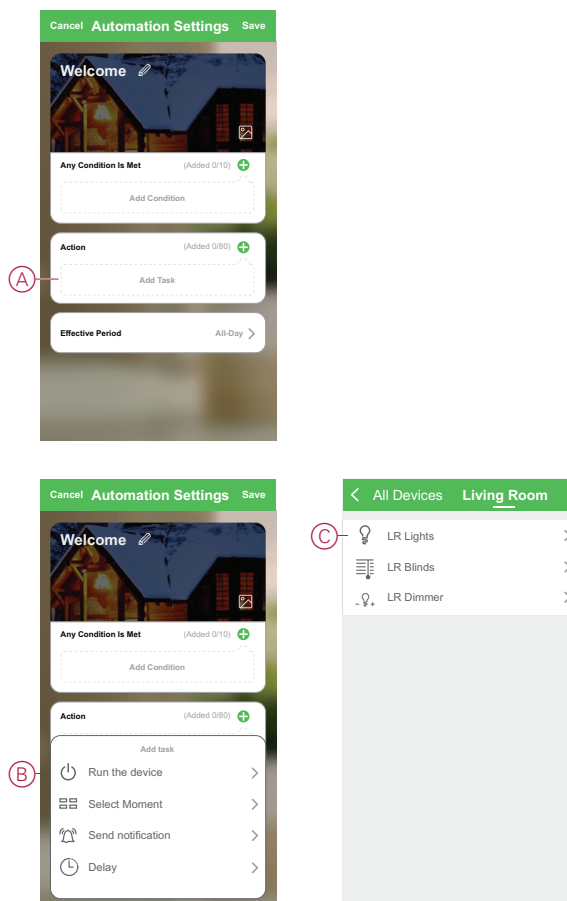 Cancel Automation Settings Save
Welcome
Any Condition Is Met (Added 0/10)
Add Condition
Action (Added 0/80)
Add Task
A
Effective Period All-Day
Cancel Automation Settings Save
Welcome
Any Condition Is Met (Added 0/10)
Add Condition
Action (Added 0/80)
Add task
B
Run the device
Select Moment
Send notification
Delay
All Devices Living Room
C
LR Lights
LR Blinds
LR Dimmer